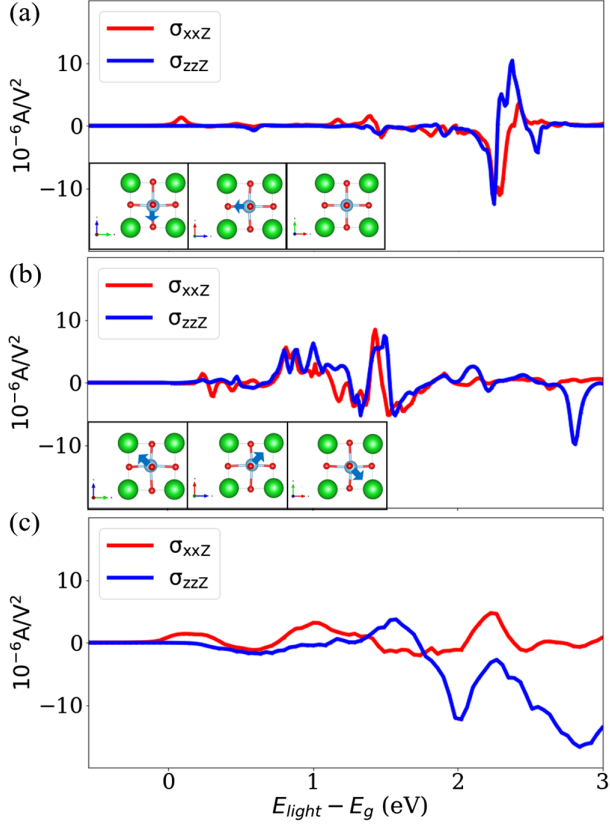 (a)
σxxZ
σzzZ
10
0
−10
10⁻⁶A/V²
(b)
σxxZ
σzzZ
10
0
−10
10⁻⁶A/V²
(c)
σxxZ
σzzZ
10
0
−10
10⁻⁶A/V²
0 1 2 3
E_light − E_g (eV)